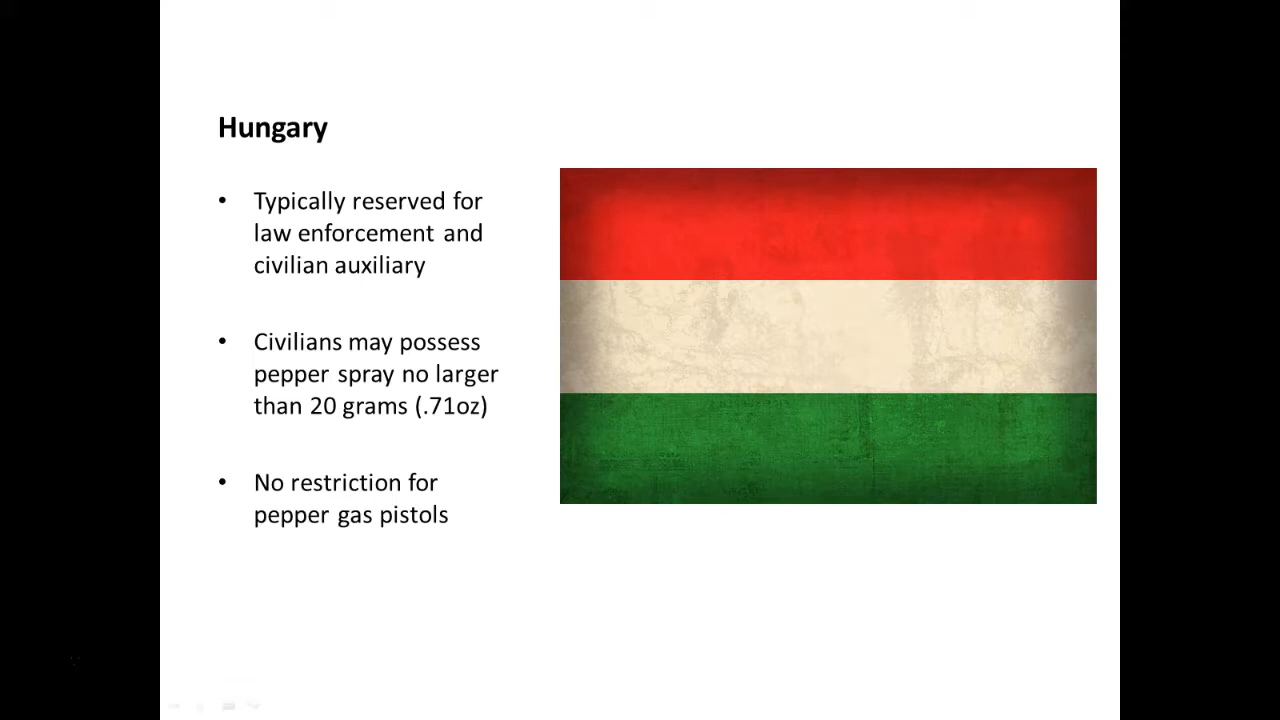 Hungary
• Typically reserved for
law enforcement and
civilian auxiliary
• Civilians may possess
pepper spray no larger
than 20 grams (.71oz)
• No restriction for
pepper gas pistols